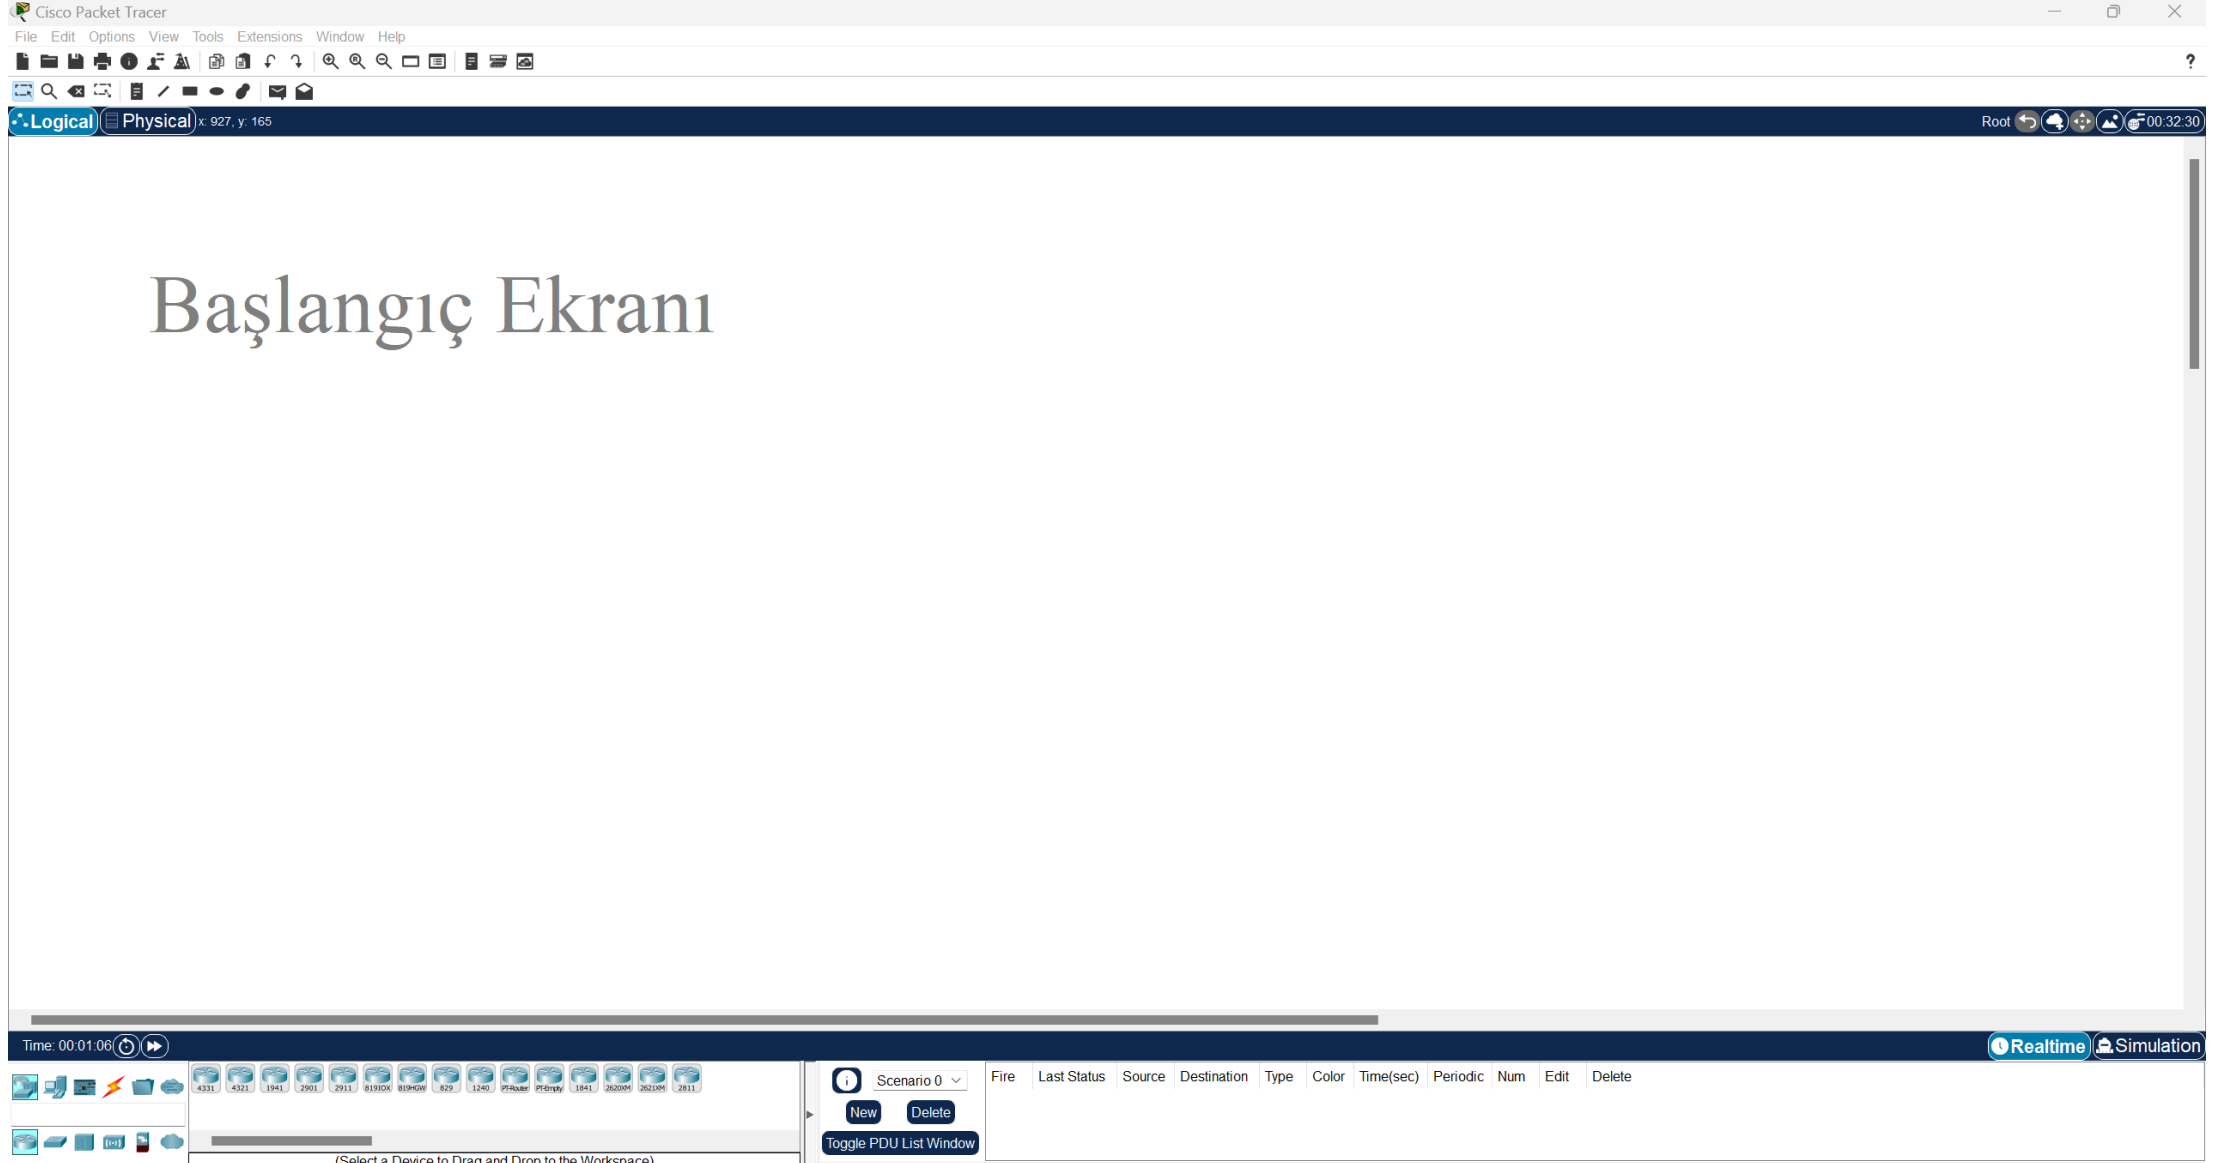 Cisco Packet Tracer
File Edit Options View Tools Extensions Window Help
?
Logical Physical x: 927, y: 165 Root 00:32:30
Başlangıç Ekranı
Time: 00:01:06 Realtime Simulation
4331 4321 1941 2901 2911 819IOX 819HGW 829 1240 PT-Router PT-Empty 1841 2620XM 2621XM 2811
Scenario 0 Fire Last Status Source Destination Type Color Time(sec) Periodic Num Edit Delete
New Delete
Toggle PDU List Window
(Select a Device to Drag and Drop to the Workspace)